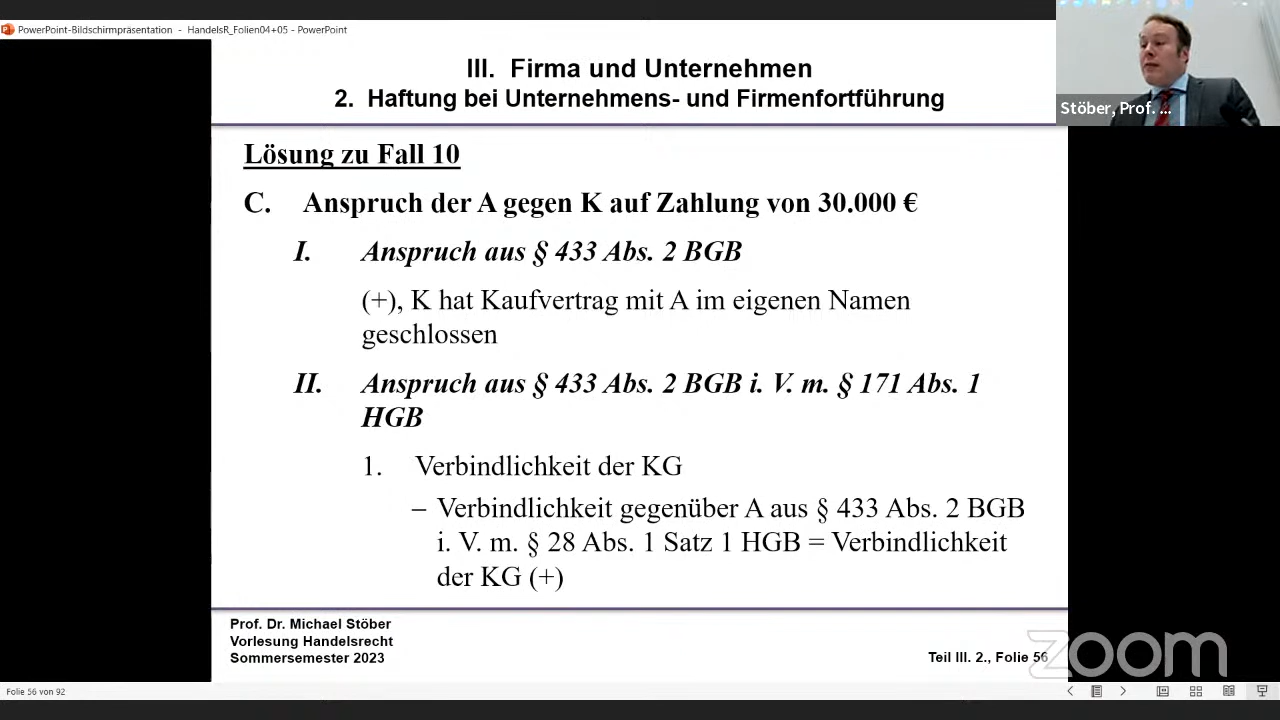 PowerPoint-Bildschirmpräsentation - HandelsR_Folien04+05 - PowerPoint
Stöber, Prof. ...
III. Firma und Unternehmen
2. Haftung bei Unternehmens- und Firmenfortführung
Lösung zu Fall 10
C. Anspruch der A gegen K auf Zahlung von 30.000 €
I. Anspruch aus § 433 Abs. 2 BGB
(+), K hat Kaufvertrag mit A im eigenen Namen
geschlossen
II. Anspruch aus § 433 Abs. 2 BGB i. V. m. § 171 Abs. 1
HGB
1. Verbindlichkeit der KG
– Verbindlichkeit gegenüber A aus § 433 Abs. 2 BGB
i. V. m. § 28 Abs. 1 Satz 1 HGB = Verbindlichkeit
der KG (+)
Prof. Dr. Michael Stöber
Vorlesung Handelsrecht
Sommersemester 2023
Teil III. 2., Folie 56
zoom
Folie 56 von 92